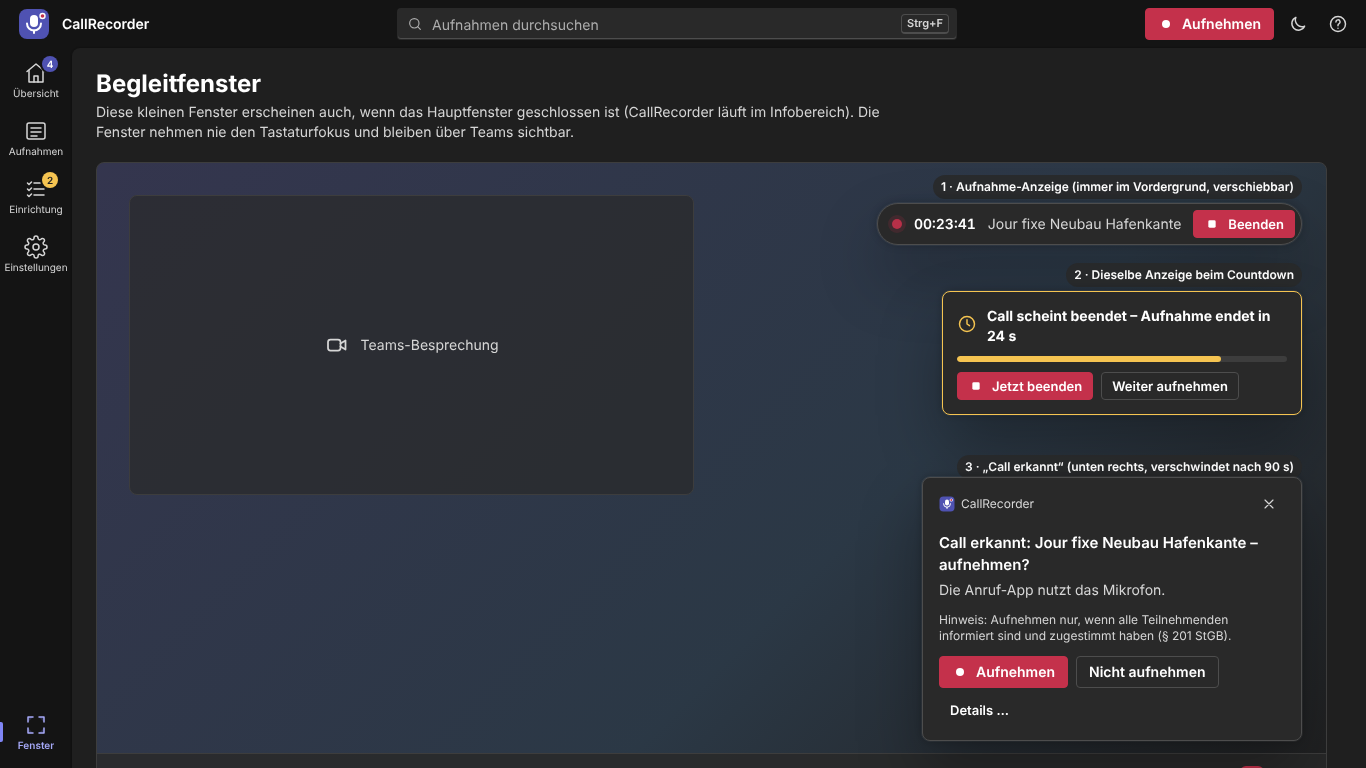 CallRecorder
Aufnahmen durchsuchen
Strg+F
Aufnehmen
4
Übersicht
Aufnahmen
2
Einrichtung
Einstellungen
Fenster
Begleitfenster
Diese kleinen Fenster erscheinen auch, wenn das Hauptfenster geschlossen ist (CallRecorder läuft im Infobereich). Die
Fenster nehmen nie den Tastaturfokus und bleiben über Teams sichtbar.
Teams-Besprechung
1 · Aufnahme-Anzeige (immer im Vordergrund, verschiebbar)
00:23:41 Jour fixe Neubau Hafenkante Beenden
2 · Dieselbe Anzeige beim Countdown
Call scheint beendet – Aufnahme endet in
24 s
Jetzt beenden Weiter aufnehmen
3 · „Call erkannt“ (unten rechts, verschwindet nach 90 s)
CallRecorder
Call erkannt: Jour fixe Neubau Hafenkante –
aufnehmen?
Die Anruf-App nutzt das Mikrofon.
Hinweis: Aufnehmen nur, wenn alle Teilnehmenden
informiert sind und zugestimmt haben (§ 201 StGB).
Aufnehmen Nicht aufnehmen
Details ...